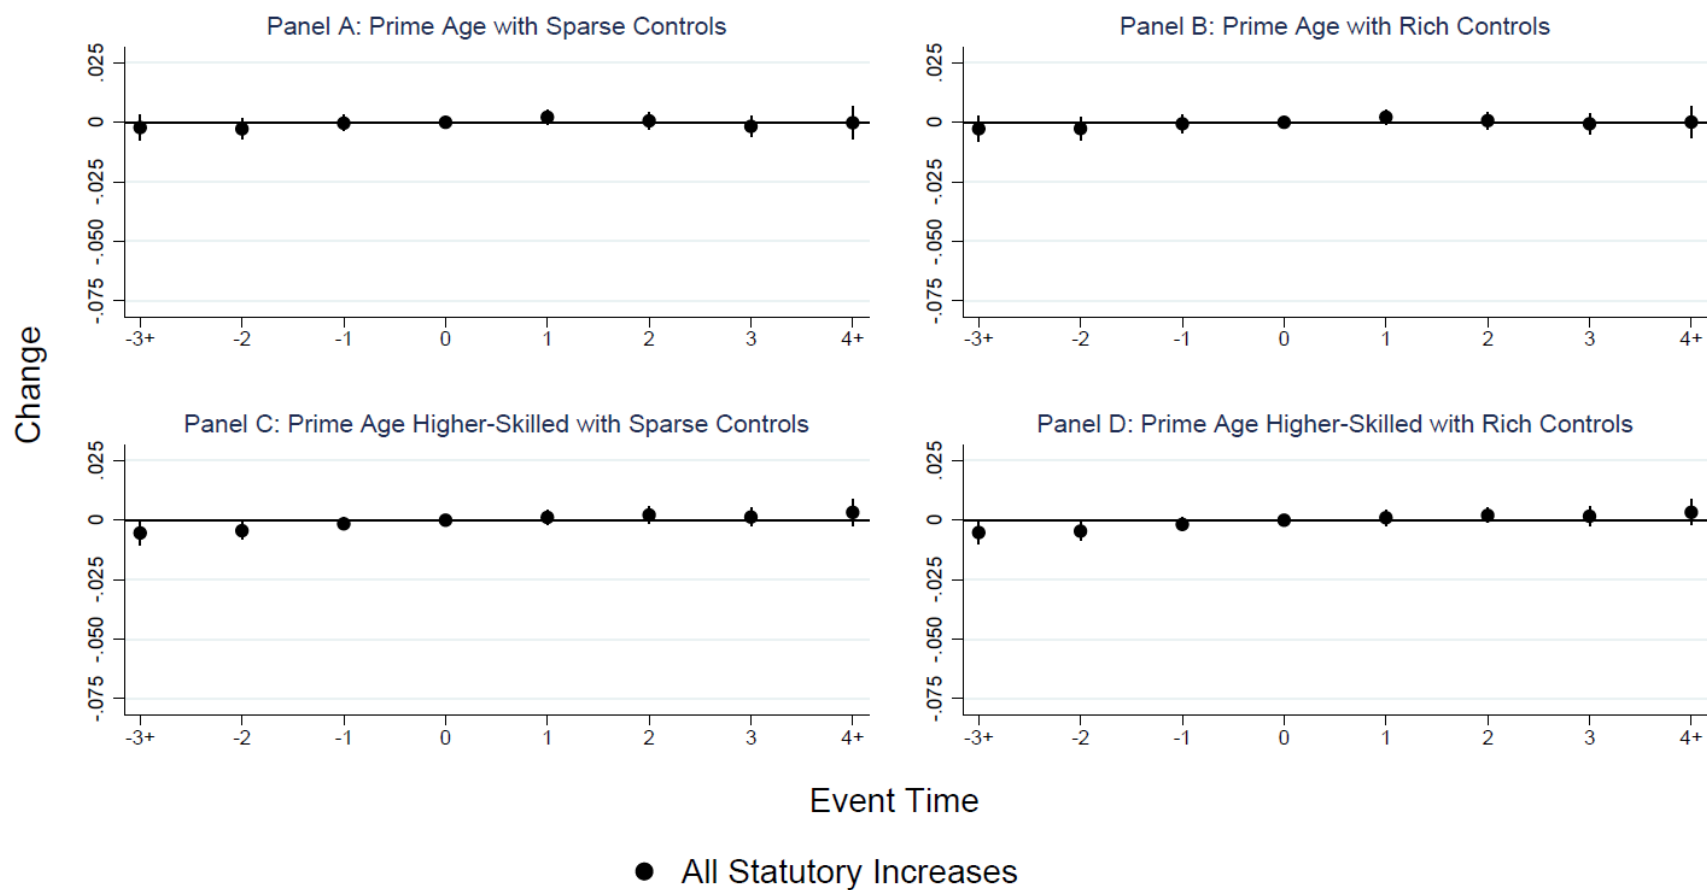 Panel A: Prime Age with Sparse Controls
.025
0
-.025
-.050
-.075
-3+ -2 -1 0 1 2 3 4+
Panel B: Prime Age with Rich Controls
.025
0
-.025
-.050
-.075
-3+ -2 -1 0 1 2 3 4+
Change
Panel C: Prime Age Higher-Skilled with Sparse Controls
.025
0
-.025
-.050
-.075
-3+ -2 -1 0 1 2 3 4+
Panel D: Prime Age Higher-Skilled with Rich Controls
.025
0
-.025
-.050
-.075
-3+ -2 -1 0 1 2 3 4+
Event Time
All Statutory Increases